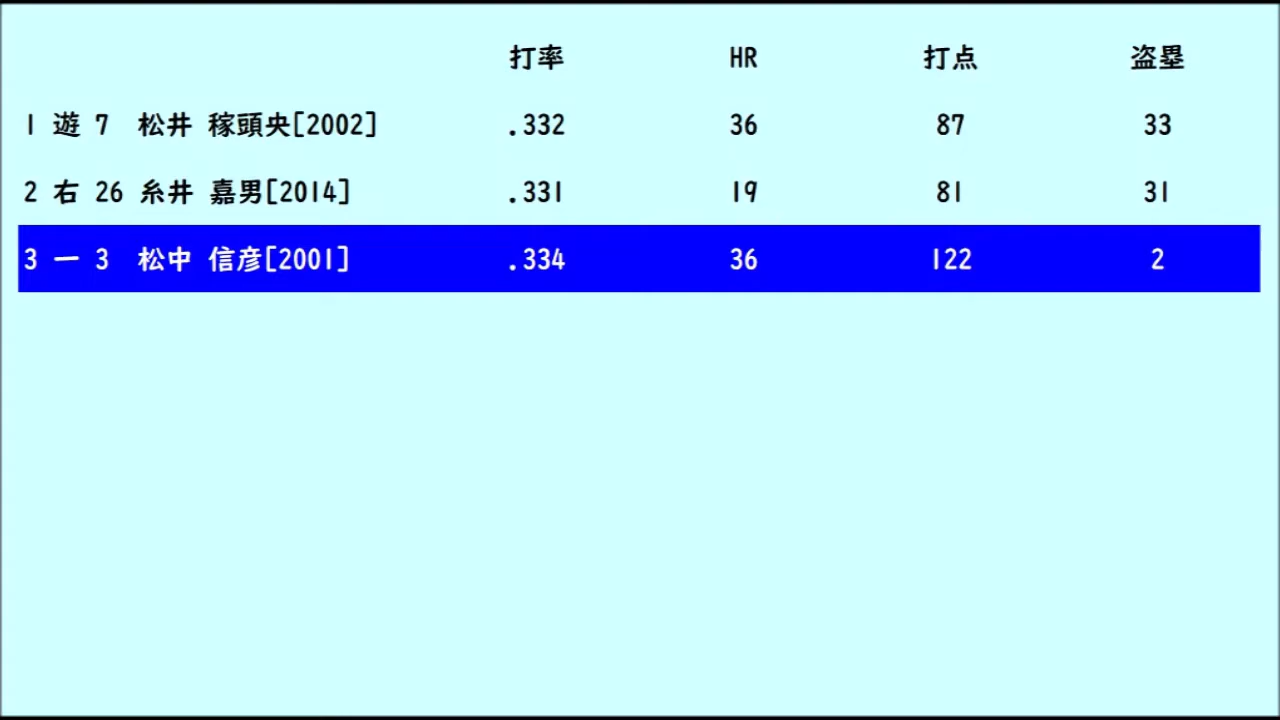 打率 HR 打点 盗塁
1 遊 7 松井 稼頭央[2002] .332 36 87 33
2 右 26 糸井 嘉男[2014] .331 19 81 31
3 一 3 松中 信彦[2001] .334 36 122 2